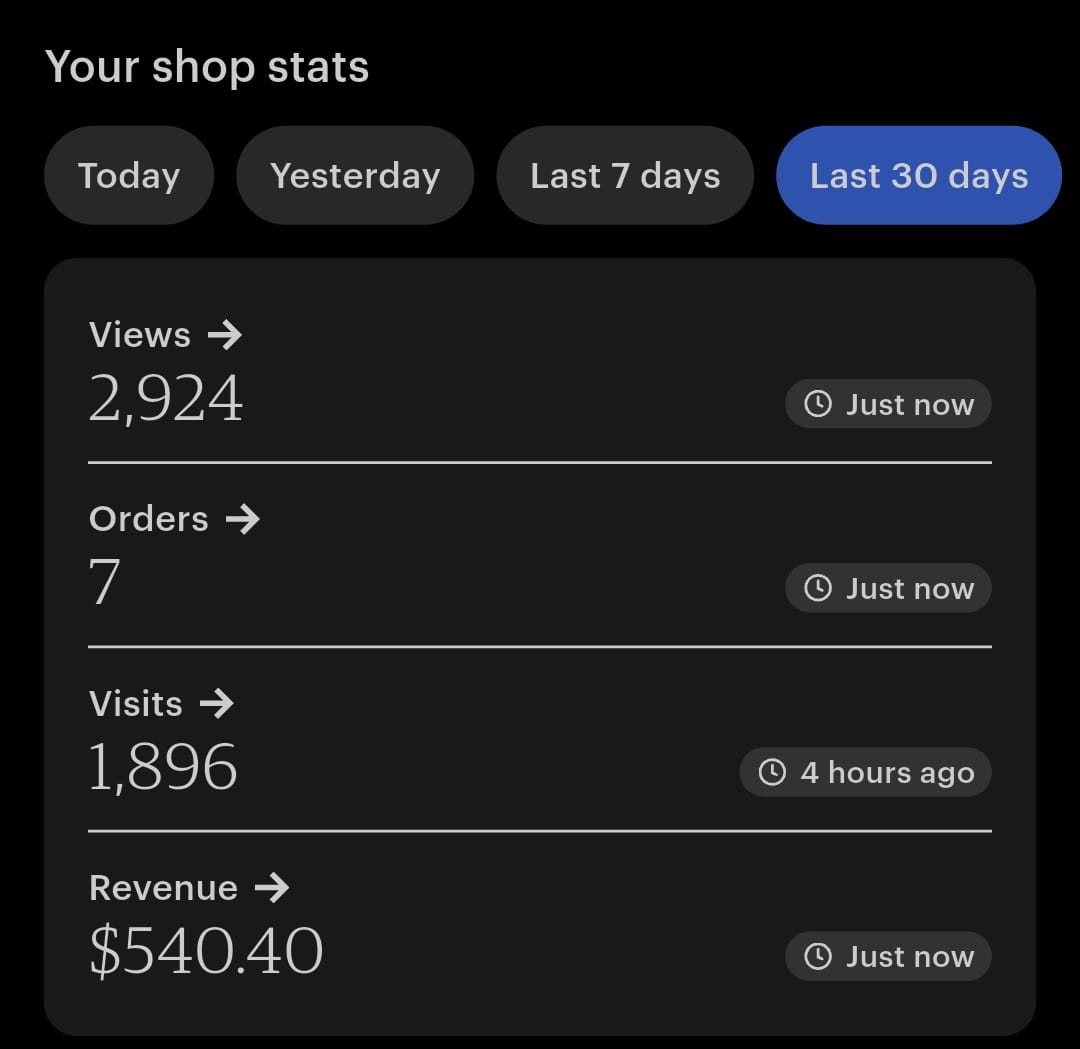 Your shop stats
Today Yesterday Last 7 days Last 30 days
Views →
2,924 Just now
Orders →
7 Just now
Visits →
1,896 4 hours ago
Revenue →
$540.40 Just now